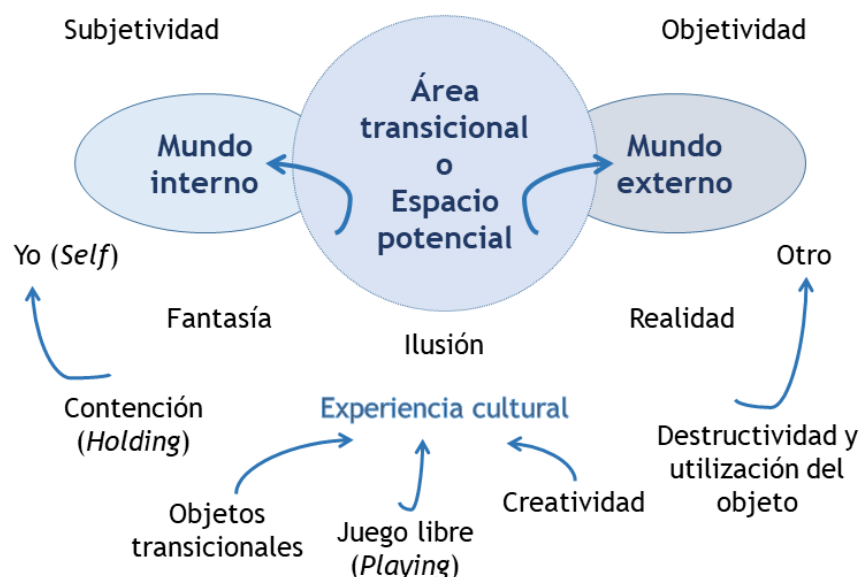 Subjetividad
Objetividad
Área
transicional
o
Espacio
potencial
Mundo
interno
Mundo
externo
Yo (Self)
Otro
Fantasía
Ilusión
Realidad
Contención
(Holding)
Experiencia cultural
Destructividad y
utilización del
objeto
Objetos
transicionales
Juego libre
(Playing)
Creatividad